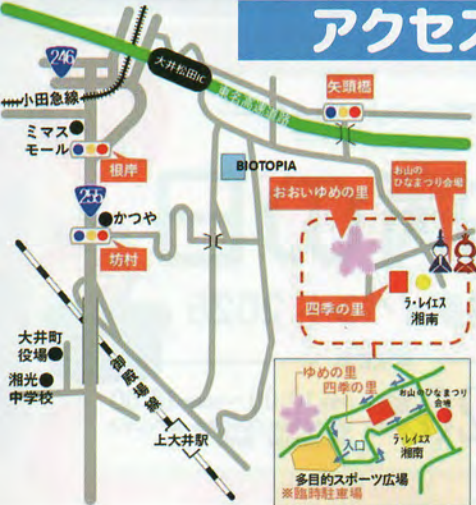 アクセス
246
大井松田ic
小田急線
東名高速道路
矢頭橋
ミマス
モール
根岸
BIOTOPIA
お山の
ひなまつり会場
おおいゆめの里
255
かつや
坊村
四季の里
ラ・レイエス
湘南
大井町
役場
湘光
中学校
御殿場線
上大井駅
ゆめの里
四季の里
お山のひなまつり
会場
入口
ラ・レイエス
湘南
多目的スポーツ広場
※臨時駐車場